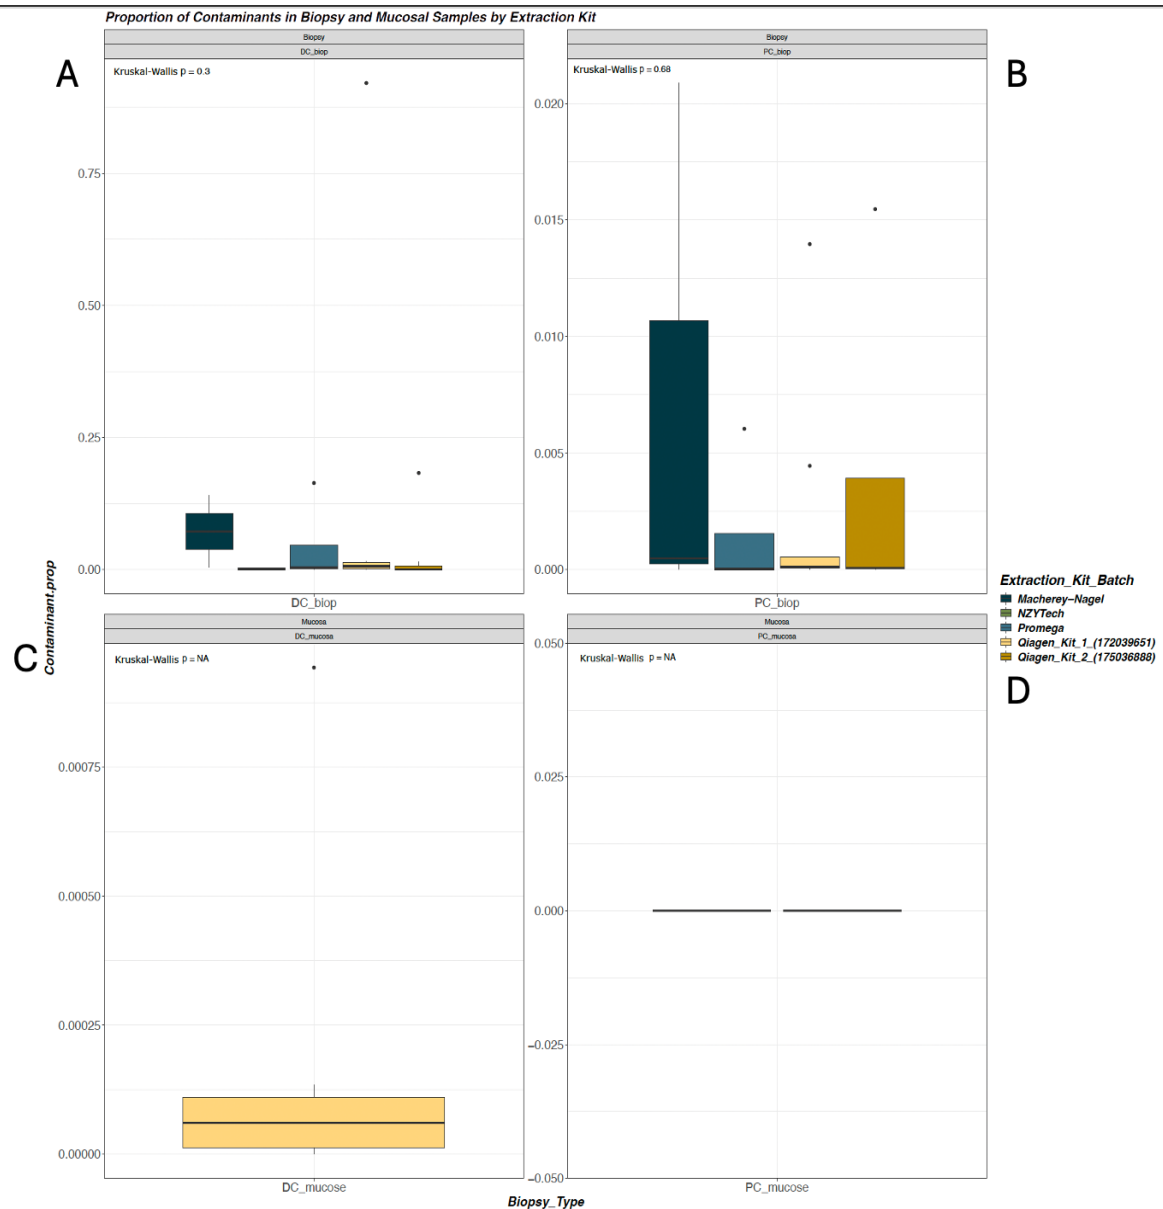 Proportion of Contaminants in Biopsy and Mucosal Samples by Extraction Kit
A
Biopsy
DC_biop
Kruskal-Wallis p = 0.3
0.75
0.50
0.25
0.00
DC_biop
Biopsy
PC_biop
Kruskal-Wallis p = 0.68
B
0.020
0.015
0.010
0.005
0.000
PC_biop
Contaminant.prop
C
Mucosa
DC_mucosa
Kruskal-Wallis p = NA
0.00075
0.00050
0.00025
0.00000
DC_mucose
Mucosa
PC_mucosa
Kruskal-Wallis p = NA
D
0.050
0.025
0.000
−0.025
−0.050
PC_mucose
Biopsy_Type
Extraction_Kit_Batch
Macherey−Nagel
NZYTech
Promega
Qiagen_Kit_1_(172039651)
Qiagen_Kit_2_(175036888)